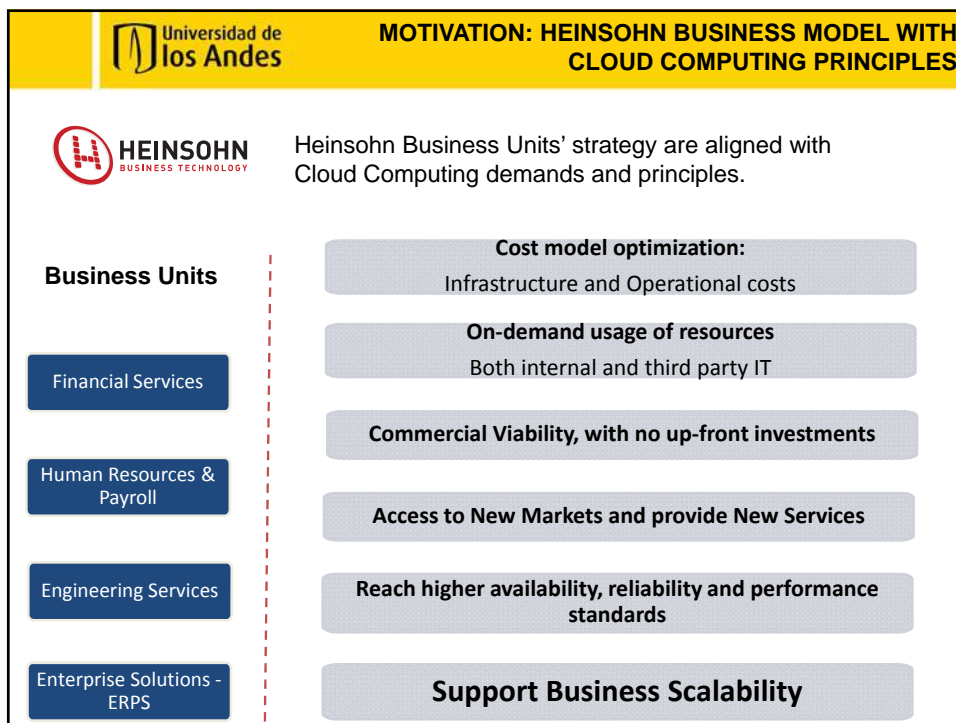 Universidad de
los Andes
MOTIVATION: HEINSOHN BUSINESS MODEL WITH
CLOUD COMPUTING PRINCIPLES
HEINSOHN
BUSINESS TECHNOLOGY
Heinsohn Business Units’ strategy are aligned with
Cloud Computing demands and principles.
Business Units
Financial Services
Human Resources &
Payroll
Engineering Services
Enterprise Solutions -
ERPS
Cost model optimization:
Infrastructure and Operational costs
On-demand usage of resources
Both internal and third party IT
Commercial Viability, with no up-front investments
Access to New Markets and provide New Services
Reach higher availability, reliability and performance
standards
Support Business Scalability